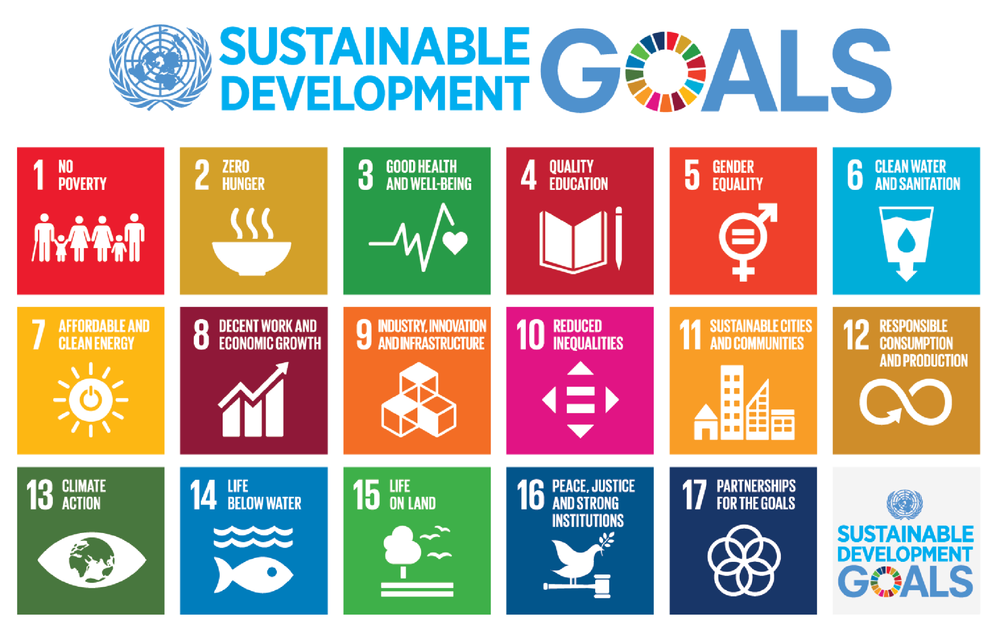 SUSTAINABLE
DEVELOPMENT
GOALS
1 NO
POVERTY
2 ZERO
HUNGER
3 GOOD HEALTH
AND WELL-BEING
4 QUALITY
EDUCATION
5 GENDER
EQUALITY
6 CLEAN WATER
AND SANITATION
7 AFFORDABLE AND
CLEAN ENERGY
8 DECENT WORK AND
ECONOMIC GROWTH
9 INDUSTRY, INNOVATION
AND INFRASTRUCTURE
10 REDUCED
INEQUALITIES
11 SUSTAINABLE CITIES
AND COMMUNITIES
12 RESPONSIBLE
CONSUMPTION
AND PRODUCTION
13 CLIMATE
ACTION
14 LIFE
BELOW WATER
15 LIFE
ON LAND
16 PEACE, JUSTICE
AND STRONG
INSTITUTIONS
17 PARTNERSHIPS
FOR THE GOALS
SUSTAINABLE
DEVELOPMENT
GOALS